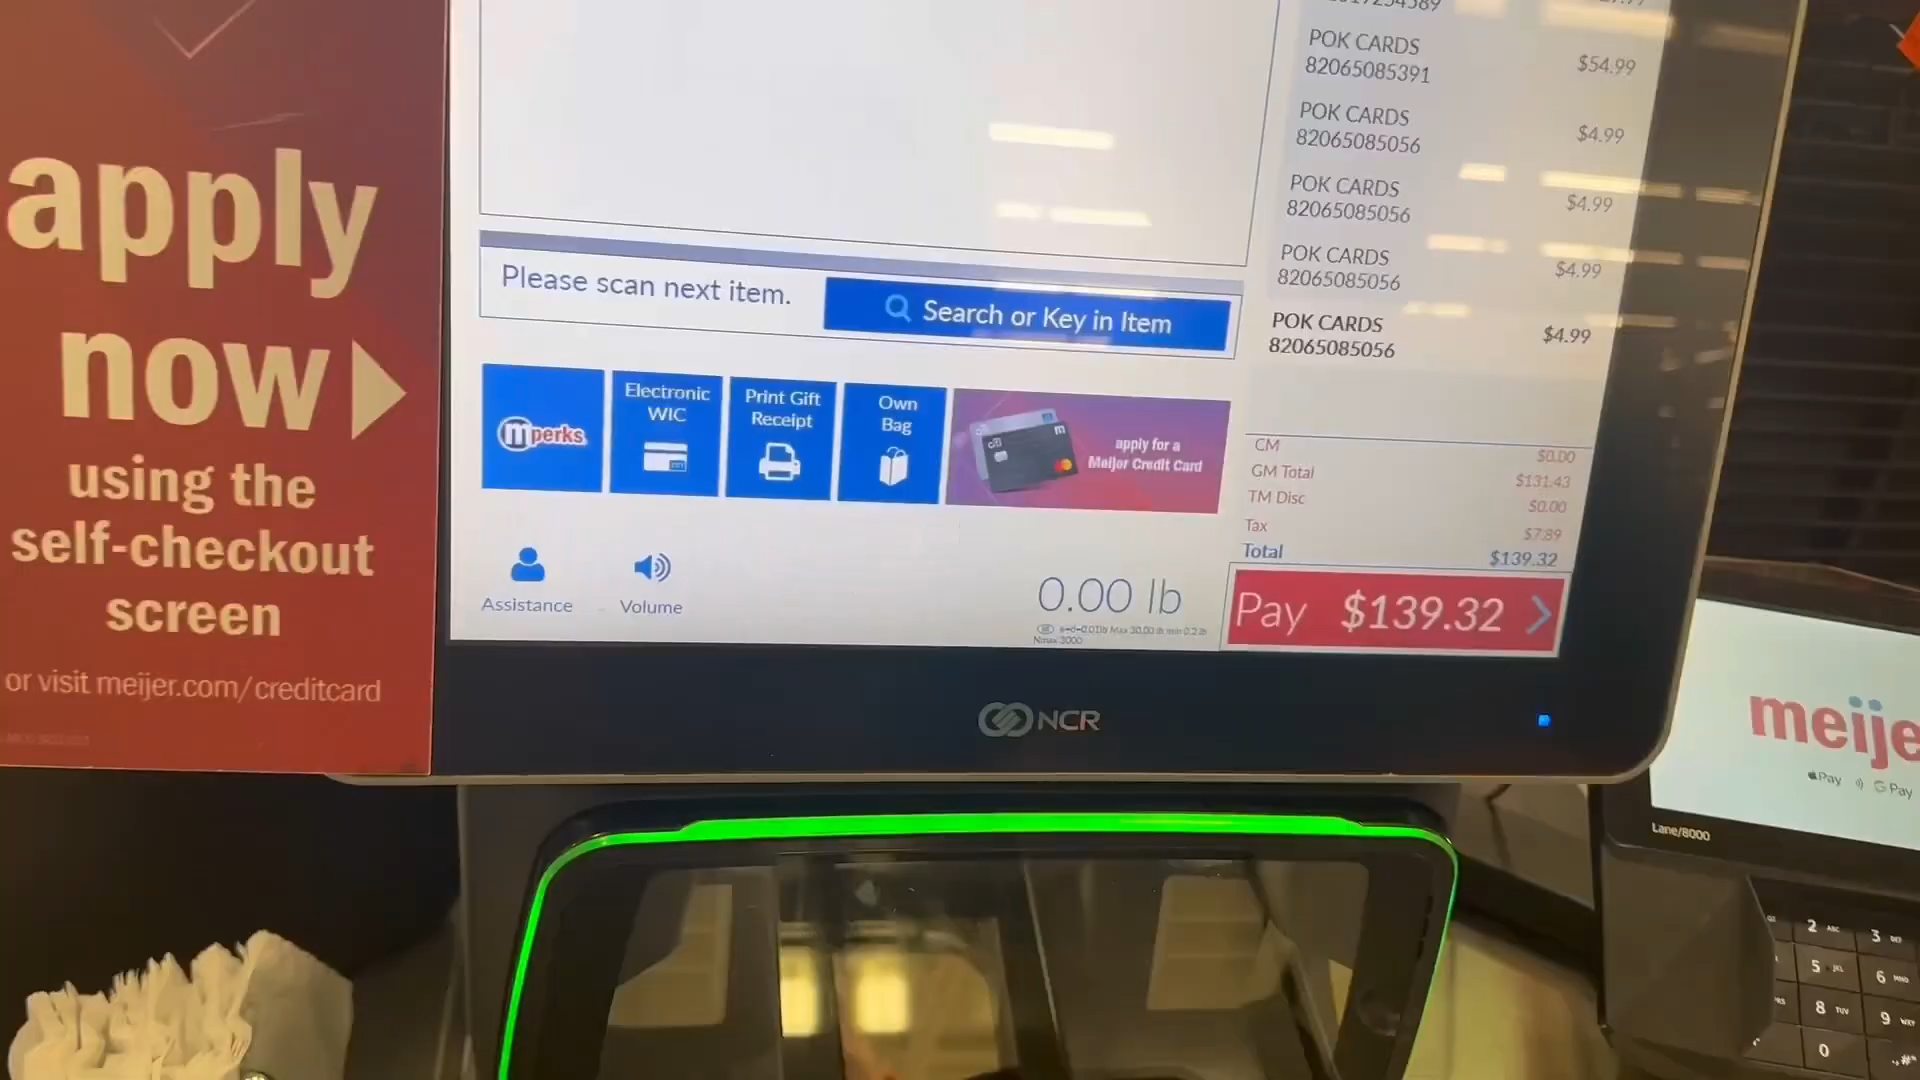 apply
now
using the
self-checkout
screen
or visit meijer.com/creditcard
POK CARDS
82065085391 $54.99
POK CARDS
82065085056 $4.99
POK CARDS
82065085056 $4.99
POK CARDS
82065085056 $4.99
POK CARDS
82065085056 $4.99
Please scan next item.
Search or Key in Item
mperks
Electronic
WIC
Print Gift
Receipt
Own
Bag
apply for a
Meijer Credit Card
CM $0.00
GM Total $131.43
TM Disc $0.00
Tax $7.89
Total $139.32
Assistance
Volume
0.00 lb
Pay $139.32
NCR
meije
Pay
G Pay
Lane/8000
2 ABC
3 DEF
5 JKL
6 MNO
8 TUV
9
0